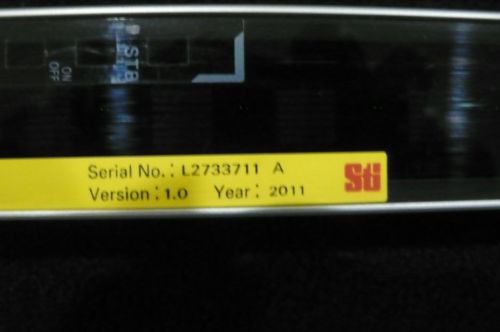 STB
ON
OFF
Serial No.: L2733711 A
Version : 1.0 Year : 2011
Sti